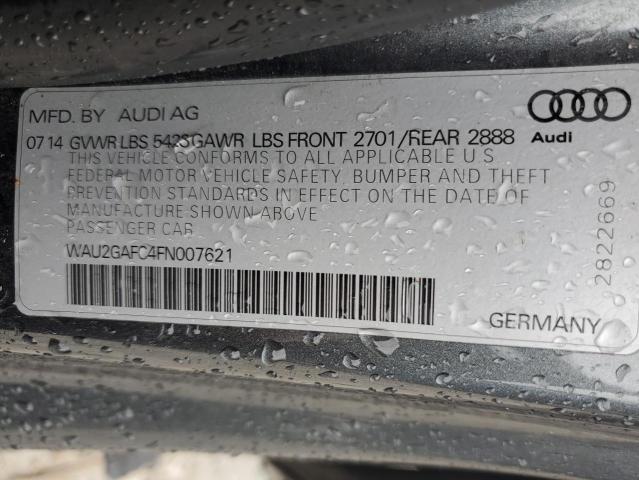 MFD. BY AUDI AG
07 14 GVWR LBS GAWR LBS FRONT 2701/REAR 2888
Audi
THIS VEHICLE CONFORMS TO ALL APPLICABLE U S
FEDERAL MOTOR VEHICLE SAFETY, BUMPER AND THEFT
PREVENTION STANDARDS IN EFFECT ON THE DATE OF
MANUFACTURE SHOWN ABOVE
PASSENGER CAR
WAU2GAFC4FN007621
GERMANY
2822669